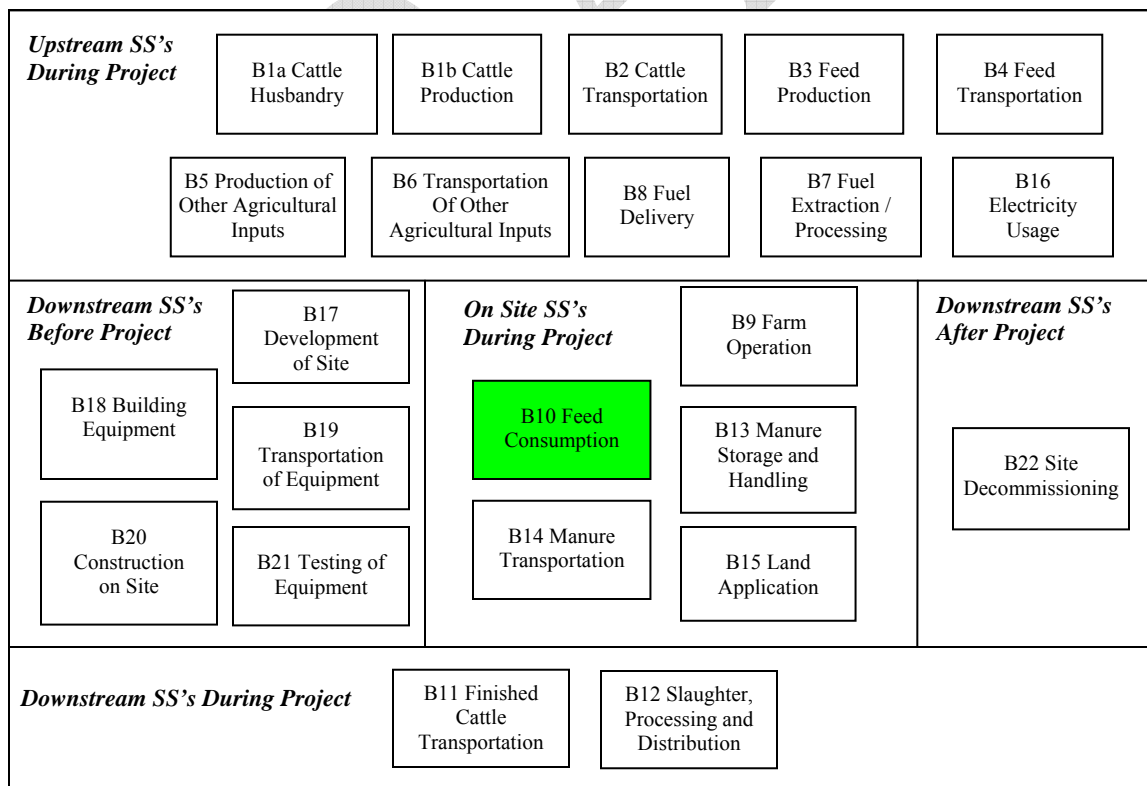 Upstream SS's
During Project
B1a Cattle
Husbandry
B1b Cattle
Production
B2 Cattle
Transportation
B3 Feed
Production
B4 Feed
Transportation
B5 Production of
Other Agricultural
Inputs
B6 Transportation
Of Other
Agricultural Inputs
B8 Fuel
Delivery
B7 Fuel
Extraction /
Processing
B16
Electricity
Usage
Downstream SS's
Before Project
B17
Development
of Site
B18 Building
Equipment
B19
Transportation
of Equipment
B20
Construction
on Site
B21 Testing of
Equipment
On Site SS's
During Project
B9 Farm
Operation
B10 Feed
Consumption
B13 Manure
Storage and
Handling
B14 Manure
Transportation
B15 Land
Application
Downstream SS's
After Project
B22 Site
Decommissioning
Downstream SS's During Project
B11 Finished
Cattle
Transportation
B12 Slaughter,
Processing and
Distribution